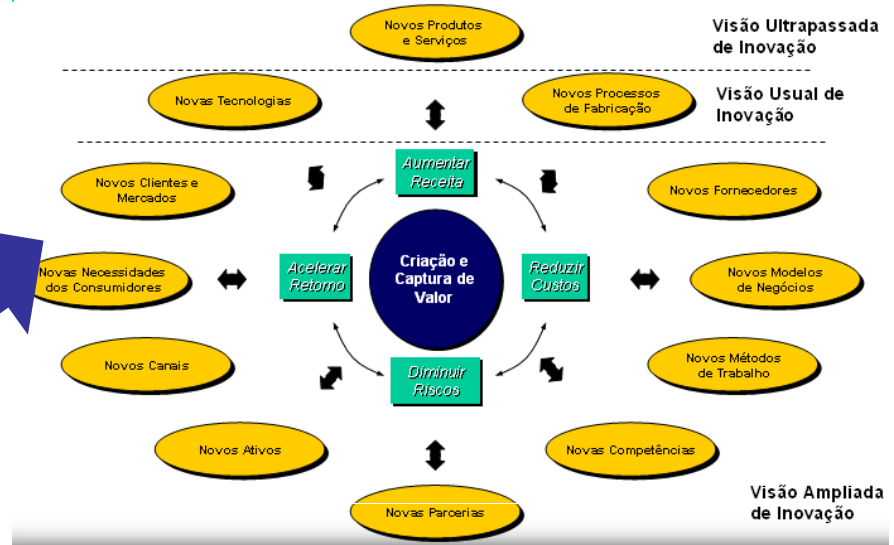 Novos Produtos
e Serviços
Visão Ultrapassada
de Inovação
Novas Tecnologias
Novos Processos
de Fabricação
Visão Usual de
Inovação
Aumentar
Receita
Novos Clientes e
Mercados
Novos Fornecedores
Novas Necessidades
dos Consumidores
Acelerar
Retorno
Criação e
Captura de
Valor
Reduzir
Custos
Novos Modelos
de Negócios
Novos Canais
Diminuir
Riscos
Novos Métodos
de Trabalho
Novos Ativos
Novas Competências
Novas Parcerias
Visão Ampliada
de Inovação